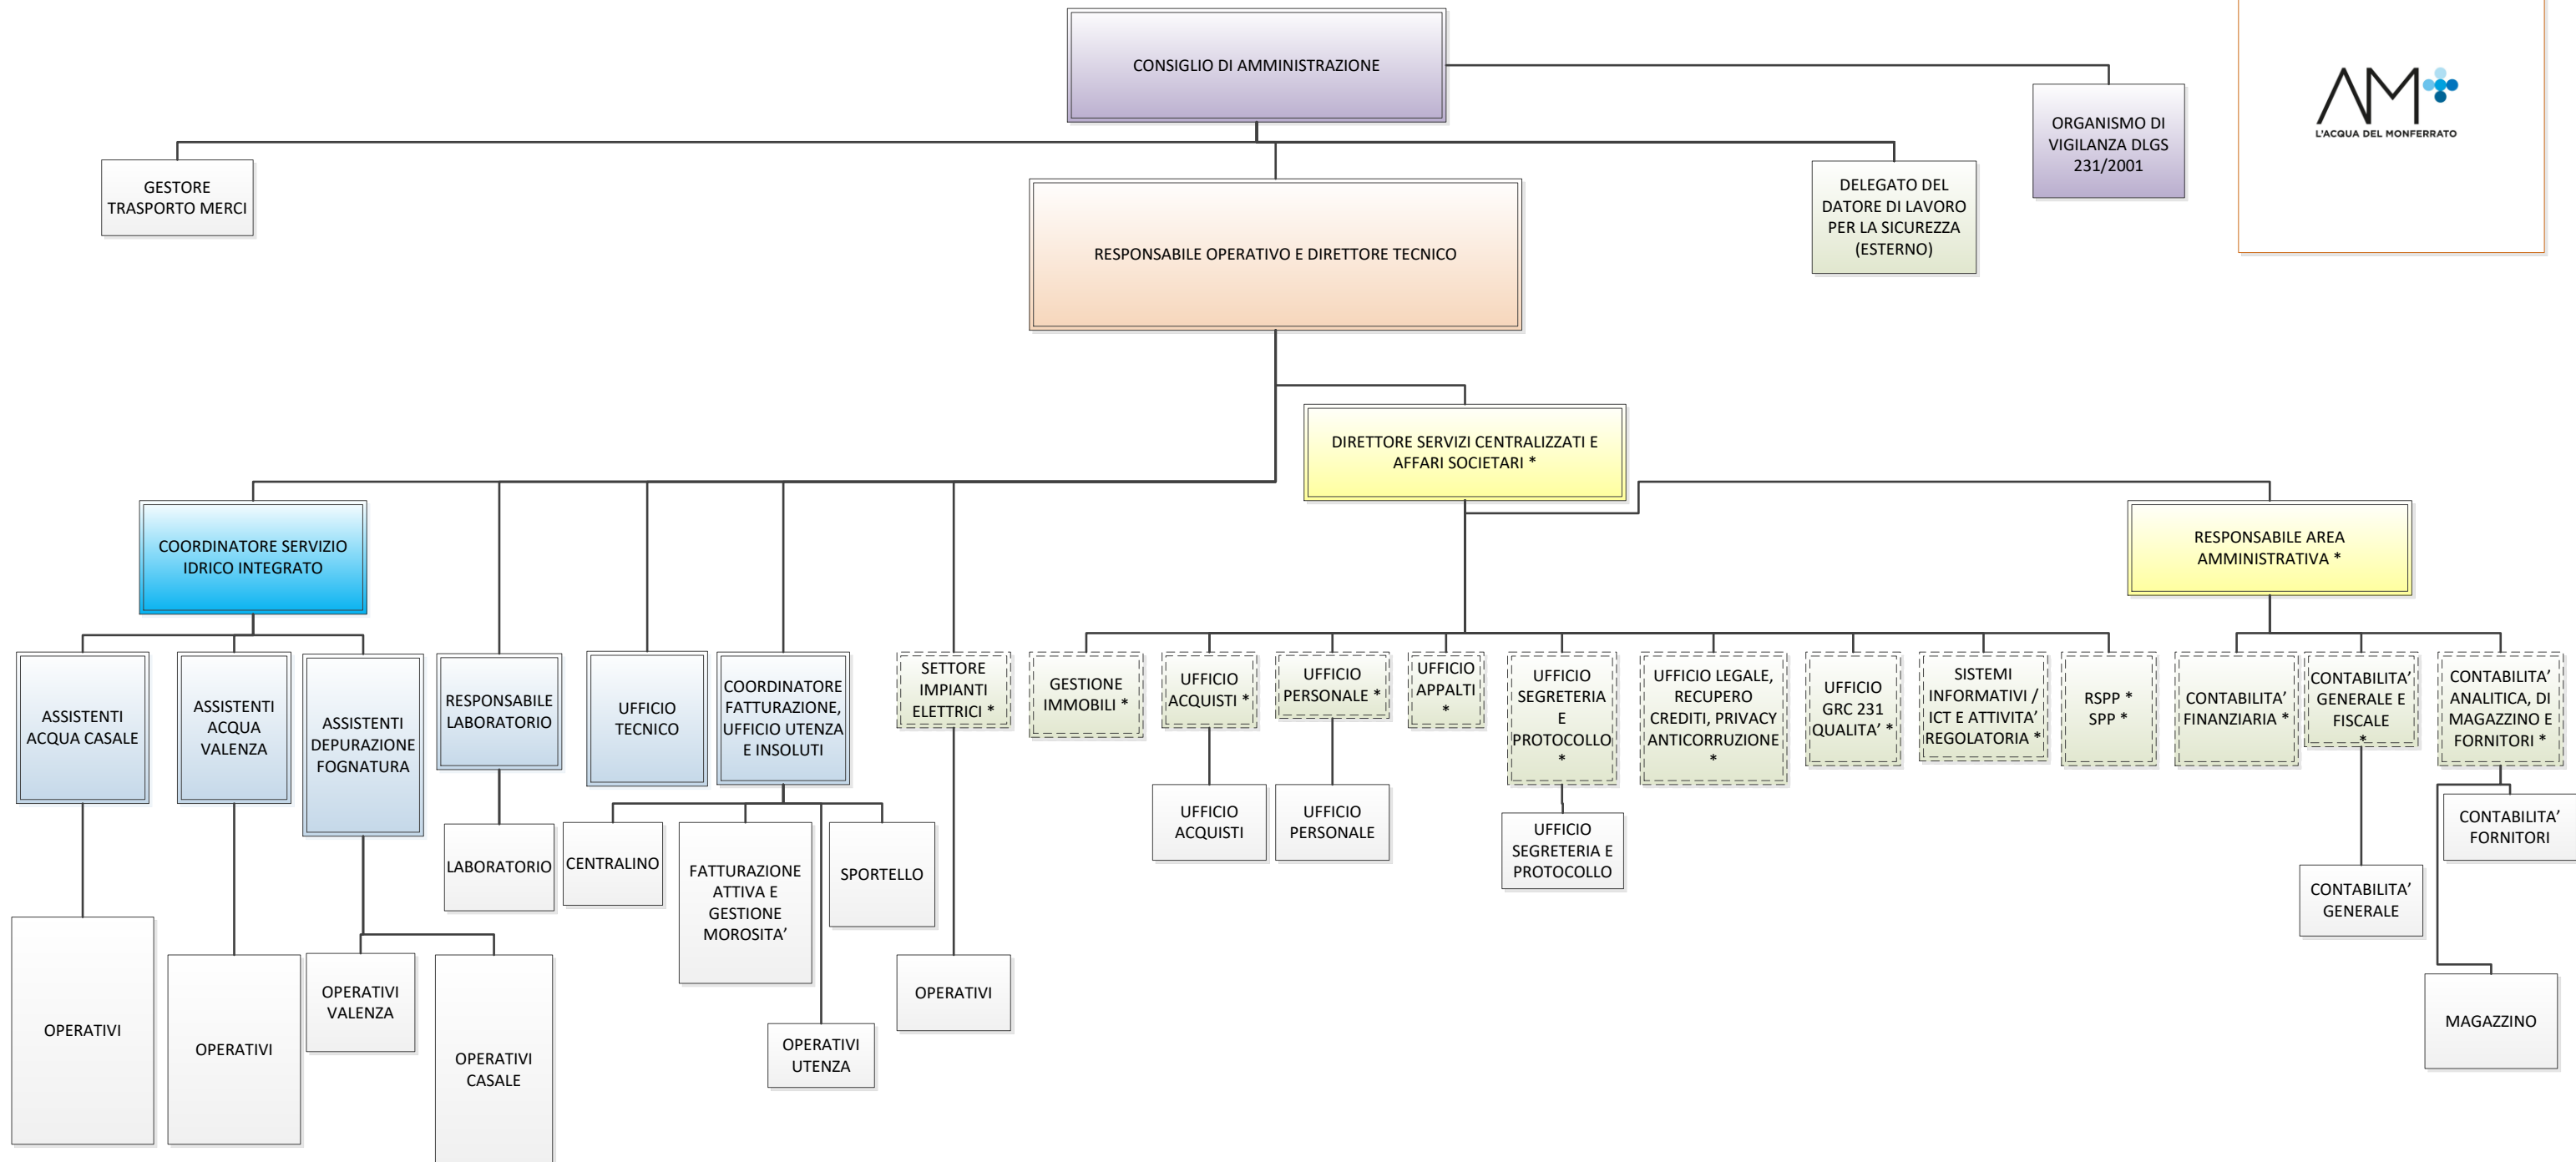 CONSIGLIO DI AMMINISTRAZIONE
AM
L'ACQUA DEL MONFERRATO
ORGANISMO DI
VIGILANZA DLGS
231/2001
GESTORE
TRASPORTO MERCI
DELEGATO DEL
DATORE DI LAVORO
PER LA SICUREZZA
(ESTERNO)
RESPONSABILE OPERATIVO E DIRETTORE TECNICO
DIRETTORE SERVIZI CENTRALIZZATI E
AFFARI SOCIETARI *
COORDINATORE SERVIZIO
IDRICO INTEGRATO
RESPONSABILE AREA
AMMINISTRATIVA *
ASSISTENTI
ACQUA CASALE
ASSISTENTI
ACQUA
VALENZA
ASSISTENTI
DEPURAZIONE
FOGNATURA
RESPONSABILE
LABORATORIO
UFFICIO
TECNICO
COORDINATORE
FATTURAZIONE,
UFFICIO UTENZA
E INSOLUTI
SETTORE
IMPIANTI
ELETTRICI *
GESTIONE
IMMOBILI *
UFFICIO
ACQUISTI *
UFFICIO
PERSONALE *
UFFICIO
APPALTI
*
UFFICIO
SEGRETERIA
E
PROTOCOLLO
*
UFFICIO LEGALE,
RECUPERO
CREDITI, PRIVACY
ANTICORRUZIONE
*
UFFICIO
GRC 231
QUALITA’ *
SISTEMI
INFORMATIVI /
ICT E ATTIVITA’
REGOLATORIA *
RSPP *
SPP *
CONTABILITA’
FINANZIARIA *
CONTABILITA’
GENERALE E
FISCALE
*
CONTABILITA’
ANALITICA, DI
MAGAZZINO E
FORNITORI *
LABORATORIO
CENTRALINO
FATTURAZIONE
ATTIVA E
GESTIONE
MOROSITA’
SPORTELLO
UFFICIO
ACQUISTI
UFFICIO
PERSONALE
UFFICIO
SEGRETERIA E
PROTOCOLLO
CONTABILITA’
FORNITORI
CONTABILITA’
GENERALE
OPERATIVI
OPERATIVI
OPERATIVI
VALENZA
OPERATIVI
CASALE
OPERATIVI
UTENZA
OPERATIVI
MAGAZZINO